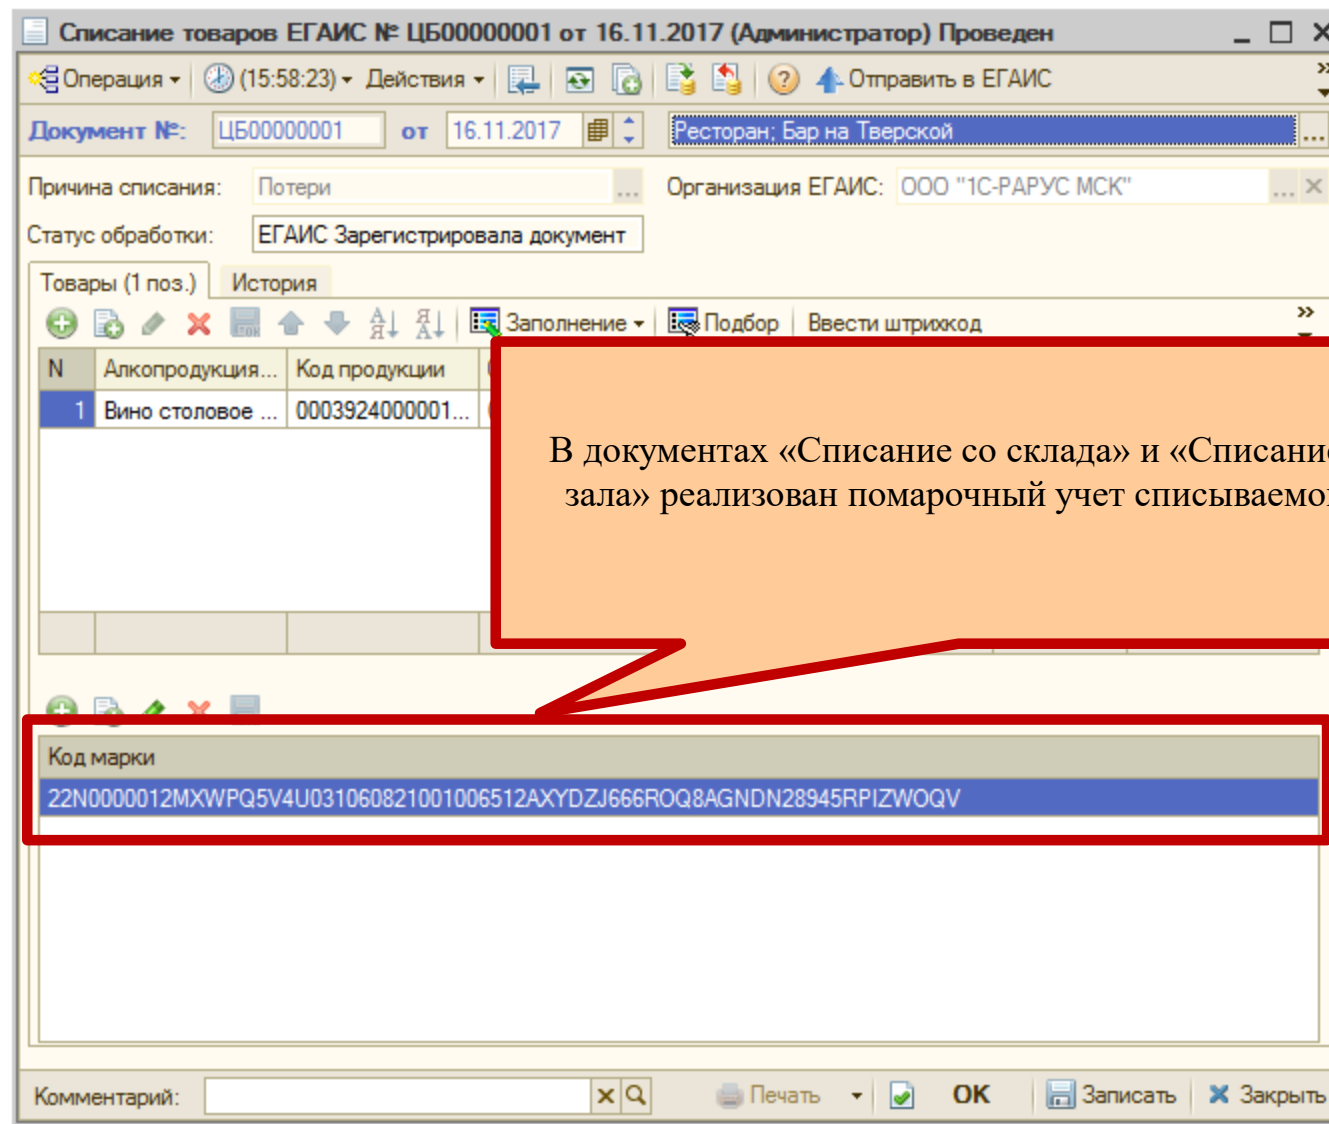 Списание товаров ЕГАИС № ЦБ00000001 от 16.11.2017 (Администратор) Проведен
Операция (15:58:23) Действия Отправить в ЕГАИС
Документ №: ЦБ00000001 от 16.11.2017 Ресторан; Бар на Тверской ...
Причина списания: Потери ... Организация ЕГАИС: ООО "1С-РАРУС МСК" ...
Статус обработки: ЕГАИС Зарегистрировала документ
Товары (1 поз.) История
Заполнение Подбор Ввести штрихкод
N Алкопродукция... Код продукции
1 Вино столовое ... 0003924000001...
В документах «Списание со склада» и «Списание
зала» реализован помарочный учет
Код марки
22N0000012MXWPQ5V4U031060821001006512AXYDZJ666ROQ8AGNDN28945RPIZWOQV
Комментарий: Печать OK Записать Закрыть